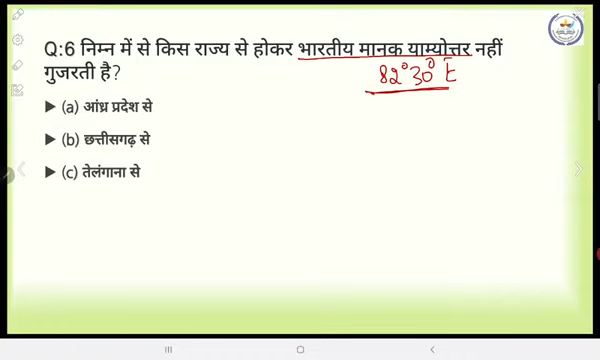 Q:6 निम्न में से किस राज्य से होकर भारतीय मानक याम्योत्तर नहीं
गुजरती है?
82°30° E
▶ (a) आंध्र प्रदेश से
▶ (b) छत्तीसगढ़ से
▶ (c) तेलंगाना से